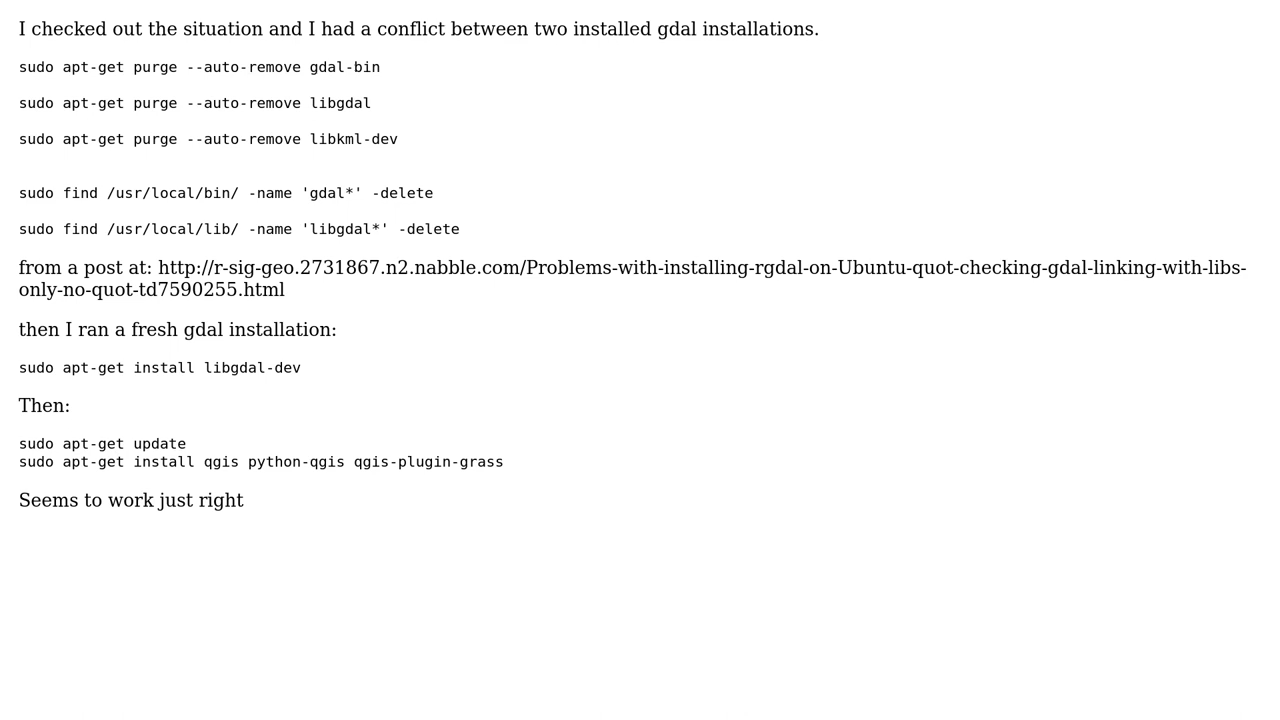 I checked out the situation and I had a conflict between two installed gdal installations.
sudo apt-get purge --auto-remove gdal-bin
sudo apt-get purge --auto-remove libgdal
sudo apt-get purge --auto-remove libkml-dev
sudo find /usr/local/bin/ -name 'gdal*' -delete
sudo find /usr/local/lib/ -name 'libgdal*' -delete
from a post at: http://r-sig-geo.2731867.n2.nabble.com/Problems-with-installing-rgdal-on-Ubuntu-quot-checking-gdal-linking-with-libs-
only-no-quot-td7590255.html
then I ran a fresh gdal installation:
sudo apt-get install libgdal-dev
Then:
sudo apt-get update
sudo apt-get install qgis python-qgis qgis-plugin-grass
Seems to work just right